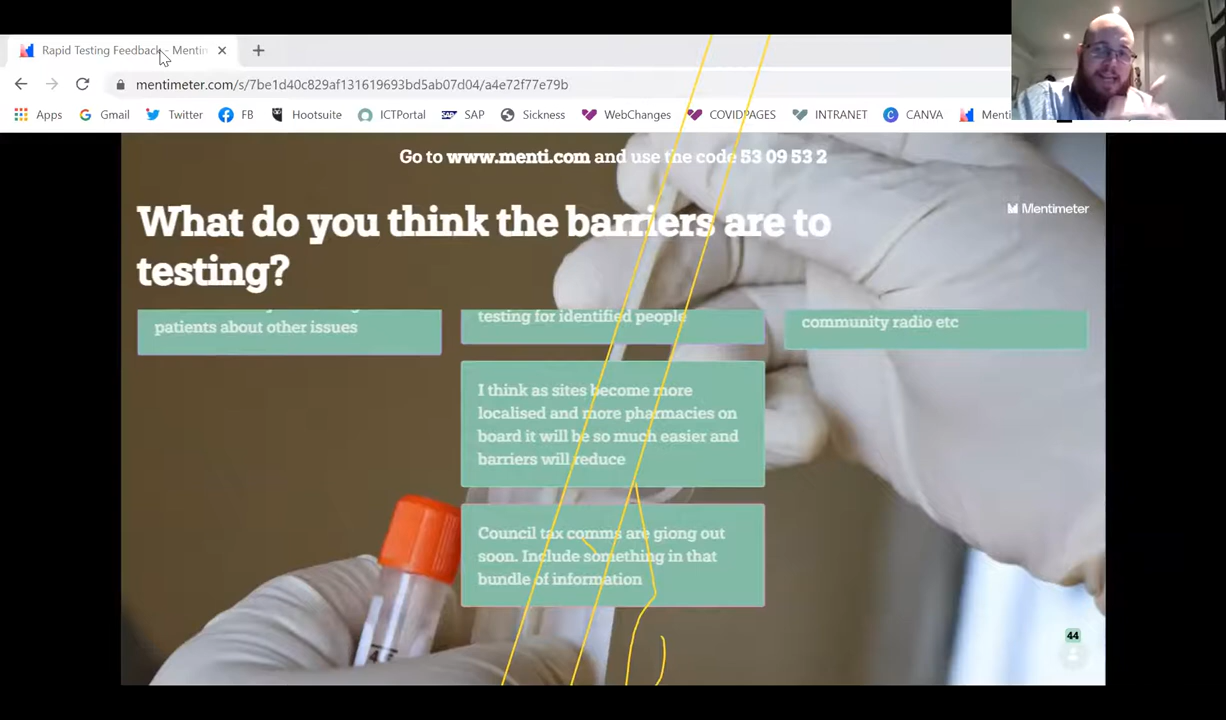 Rapid Testing Feedback - Mentin
mentimeter.com/s/7be1d40c829af131619693bd5ab07d04/a4e72f77e79b
Apps Gmail Twitter FB Hootsuite ICTPortal SAP Sickness WebChanges COVIDPAGES INTRANET CANVA Menti
Go to www.menti.com and use the code 53 09 53 2
What do you think the barriers are to
testing?
Mentimeter
patients about other issues
testing for identified people
community radio etc
I think as sites become more
localised and more pharmacies on
board it will be so much easier and
barriers will reduce
Council tax comms are giong out
soon. Include something in that
bundle of information
44